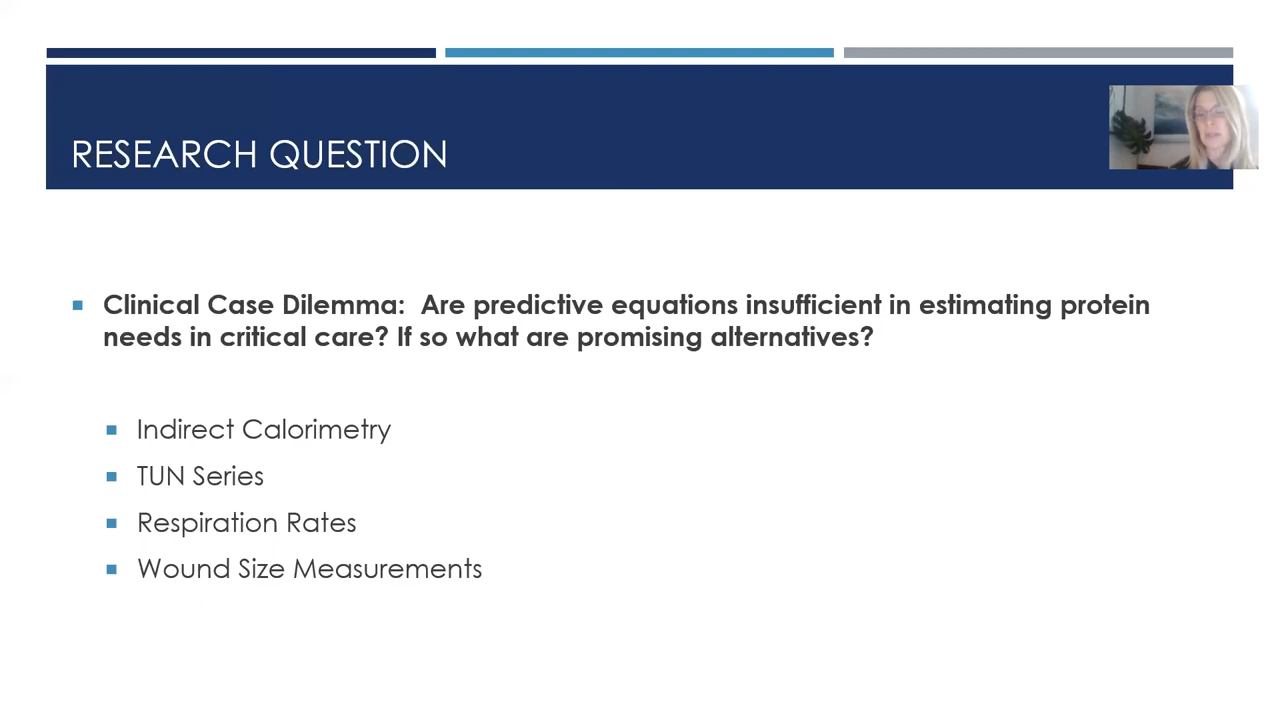 RESEARCH QUESTION
Clinical Case Dilemma: Are predictive equations insufficient in estimating protein
needs in critical care? If so what are promising alternatives?
Indirect Calorimetry
TUN Series
Respiration Rates
Wound Size Measurements